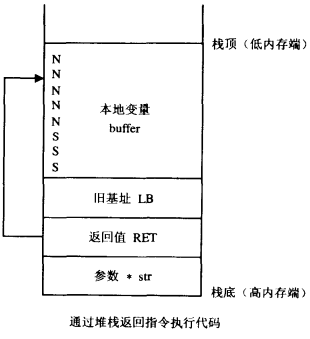 栈顶（低内存端）
N
N
N
N
N
S
S
S
本地变量
buffer
旧基址 LB
返回值 RET
参数 * str
栈底（高内存端）
通过堆栈返回指令执行代码